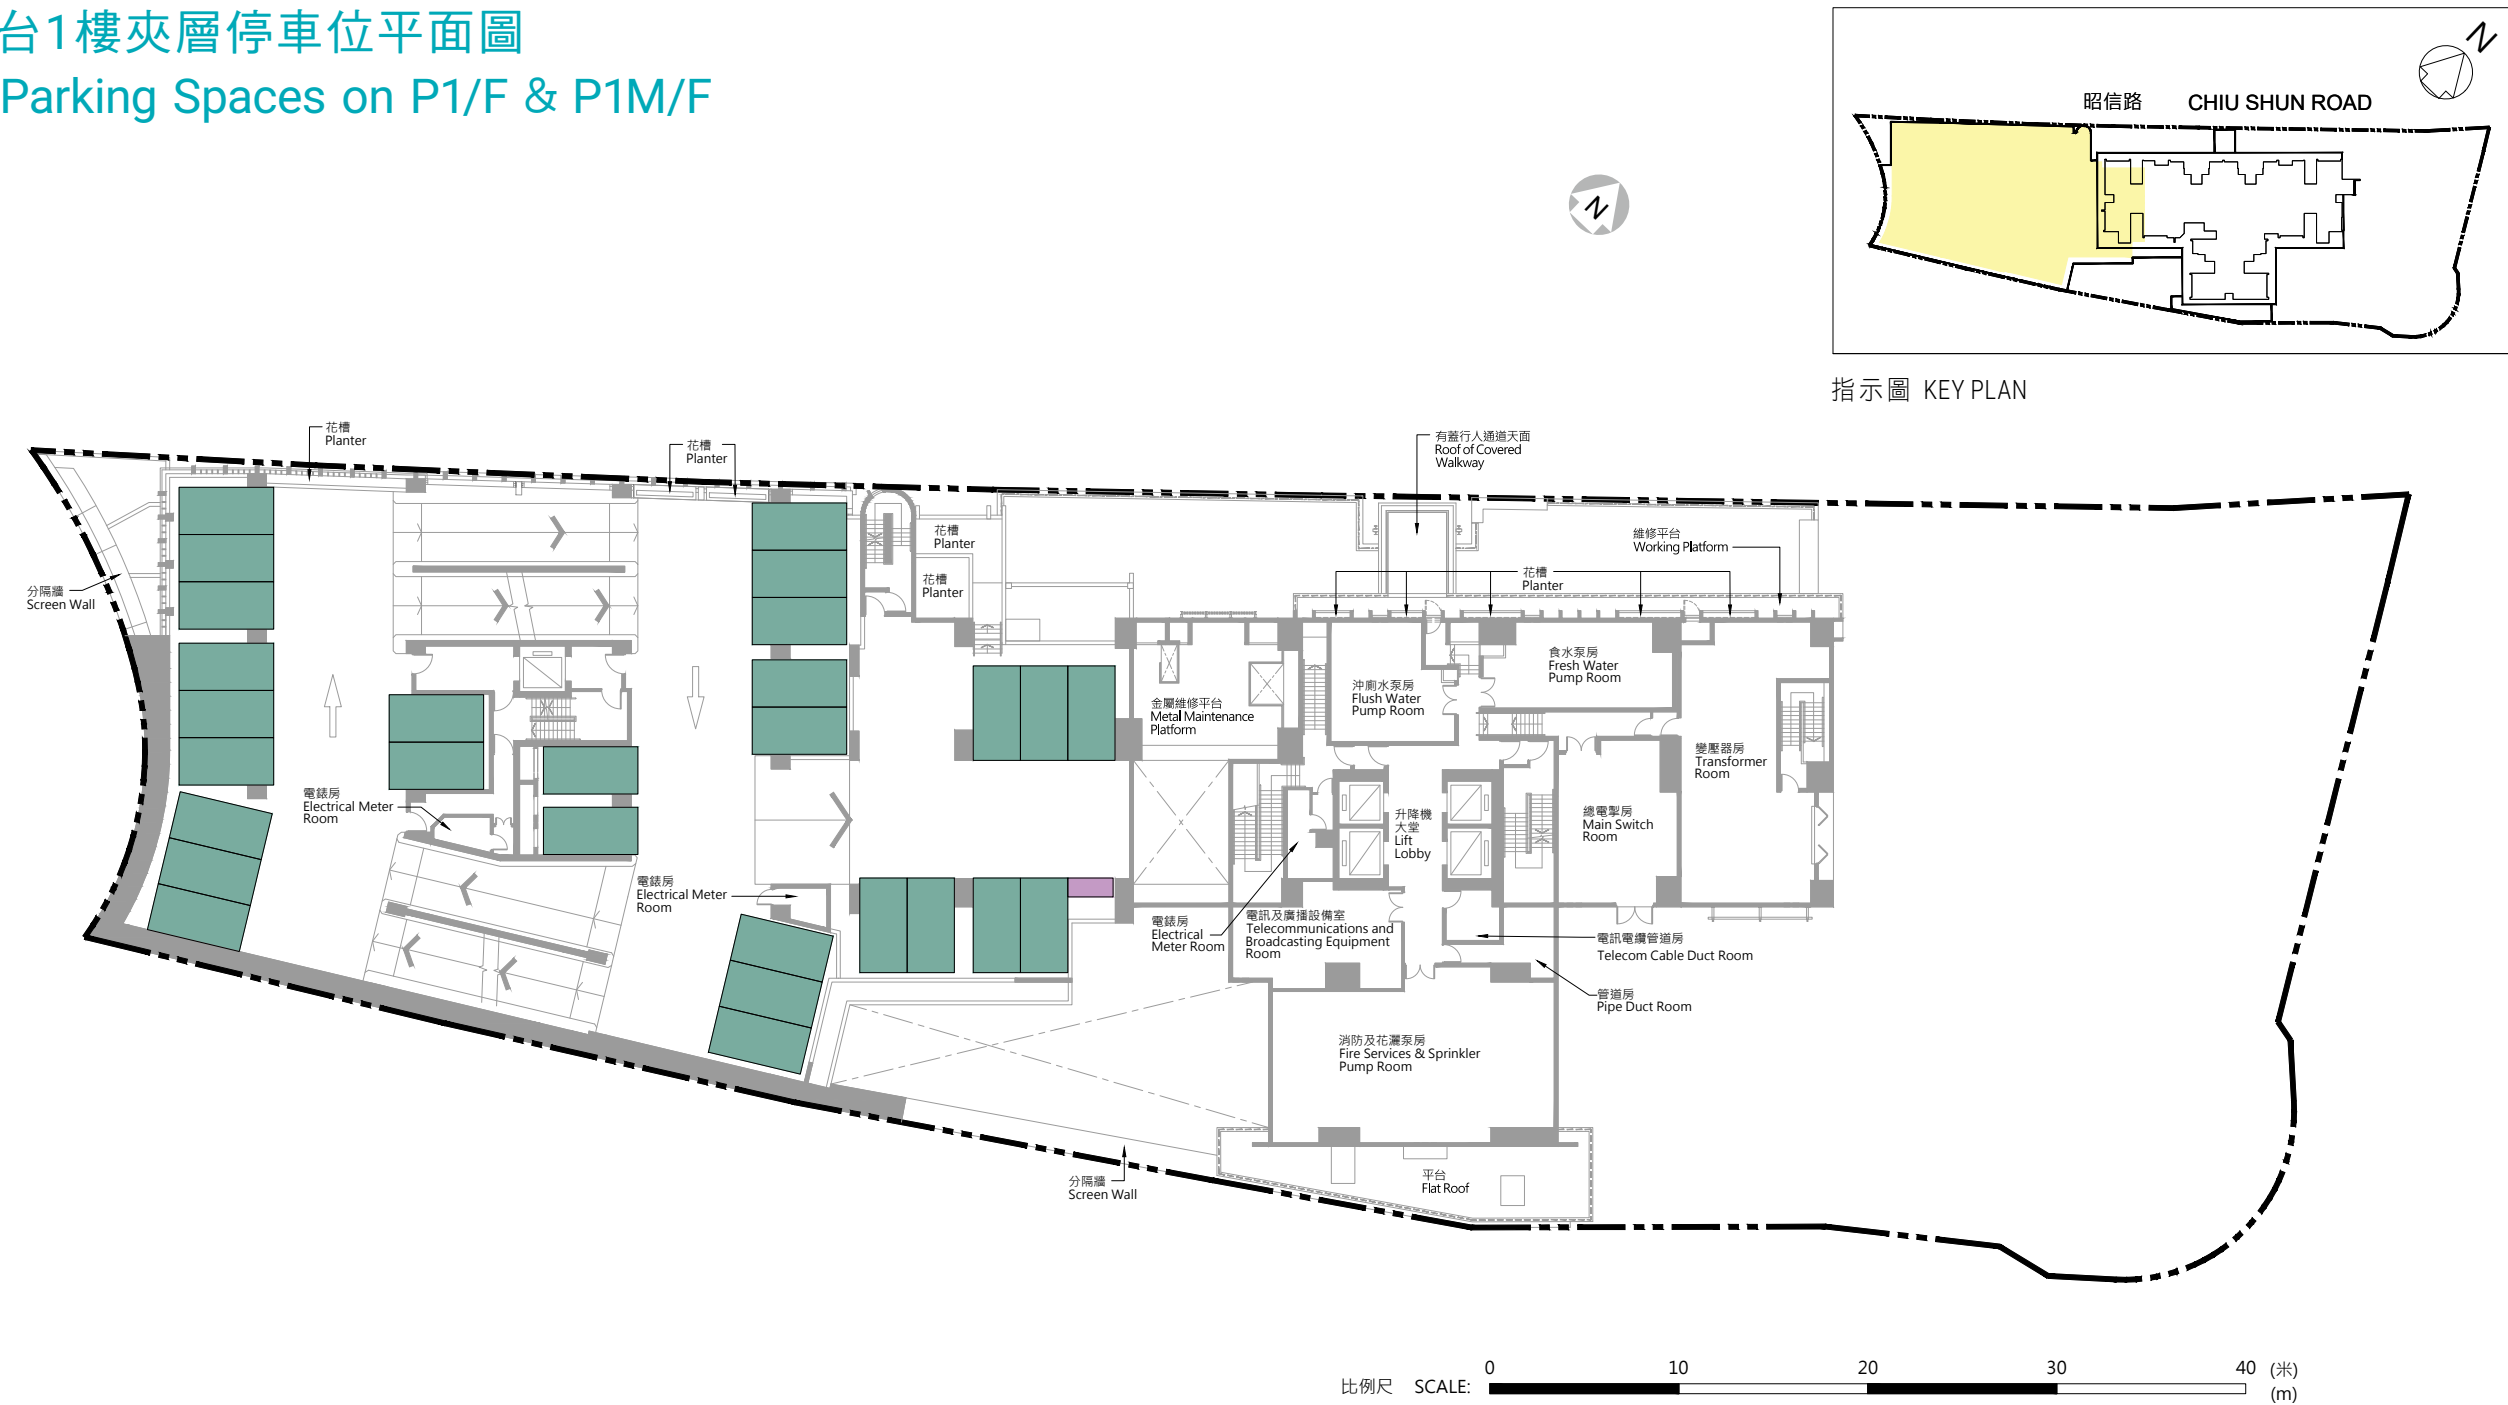 台1樓夾層停車位平面圖
Parking Spaces on P1/F & P1M/F
N
昭信路 CHIU SHUN ROAD
N
指示圖 KEY PLAN
花槽
Planter
花槽
Planter
有蓋行人通道天面
Roof of Covered
Walkway
花槽
Planter
維修平台
Working Platform
花槽
Planter
花槽
Planter
分隔牆
Screen Wall
食水泵房
Fresh Water
Pump Room
沖廁水泵房
Flush Water
Pump Room
金屬維修平台
Metal Maintenance
Platform
變壓器房
Transformer
Room
電錶房
Electrical Meter
Room
升降機
大堂
Lift
Lobby
總電掣房
Main Switch
Room
電錶房
Electrical Meter
Room
電錶房
Electrical
Meter Room
電訊及廣播設備室
Telecommunications and
Broadcasting Equipment
Room
電訊電纜管道房
Telecom Cable Duct Room
管道房
Pipe Duct Room
消防及花灑泵房
Fire Services & Sprinkler
Pump Room
分隔牆
Screen Wall
平台
Flat Roof
比例尺 SCALE:
0 10 20 30 40 (米)
(m)